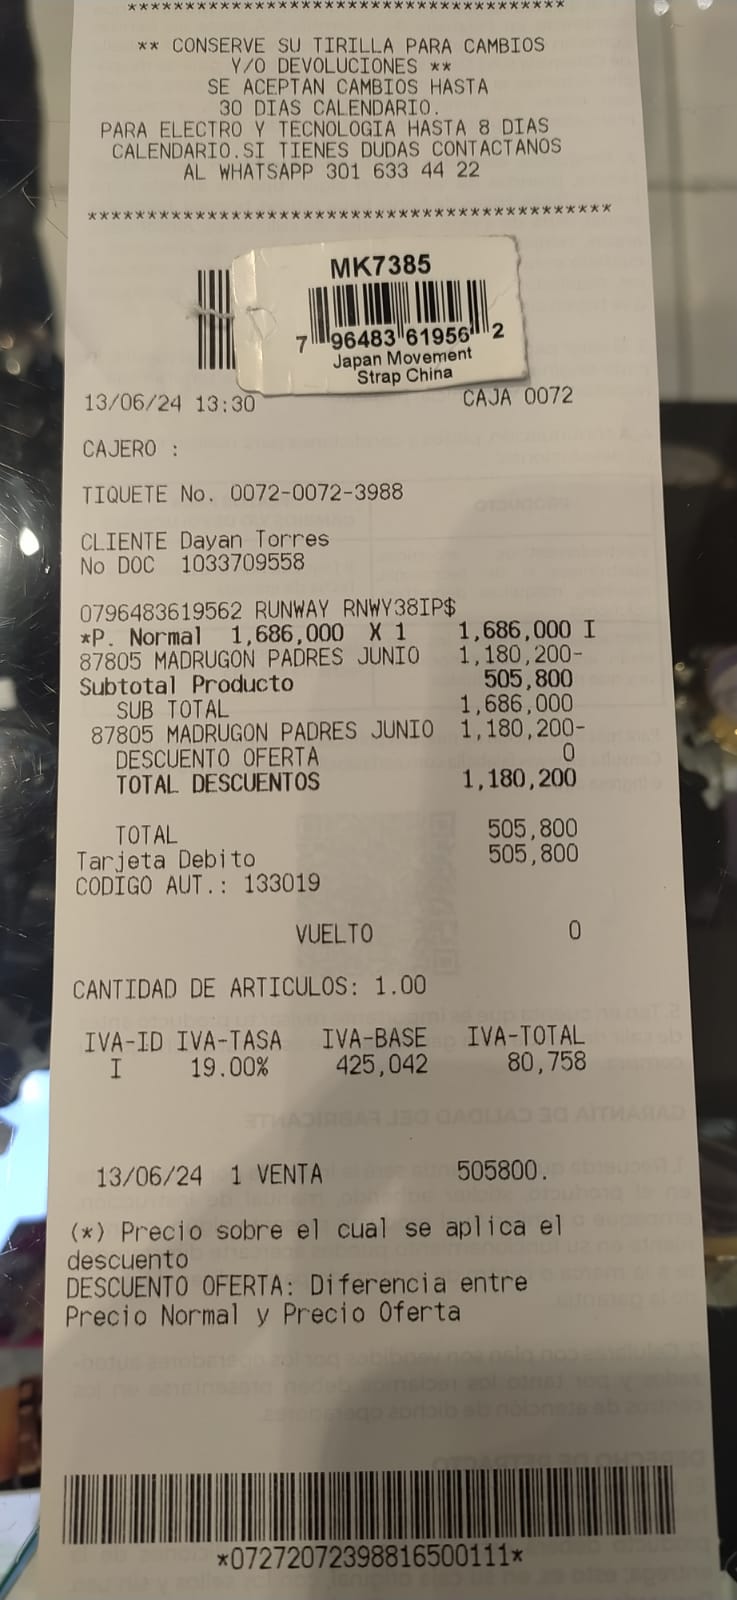 ************************************
** CONSERVE SU TIRILLA PARA CAMBIOS
Y/O DEVOLUCIONES **
SE ACEPTAN CAMBIOS HASTA
30 DIAS CALENDARIO.
PARA ELECTRO Y TECNOLOGIA HASTA 8 DIAS
CALENDARIO.SI TIENES DUDAS CONTACTANOS
AL WHATSAPP 301 633 44 22
********************************************
MK7385
7 96483 61956 2
Japan Movement
Strap China
13/06/24 13:30 CAJA 0072
CAJERO :
TIQUETE No. 0072-0072-3988
CLIENTE Dayan Torres
No DOC 1033709558
0796483619562 RUNWAY RNWY38IP$
*P. Normal 1,686,000 X 1 1,686,000 I
87805 MADRUGON PADRES JUNIO 1,180,200-
Subtotal Producto 505,800
SUB TOTAL 1,686,000
87805 MADRUGON PADRES JUNIO 1,180,200-
DESCUENTO OFERTA 0
TOTAL DESCUENTOS 1,180,200
TOTAL 505,800
Tarjeta Debito 505,800
CODIGO AUT.: 133019
VUELTO 0
CANTIDAD DE ARTICULOS: 1.00
IVA-ID IVA-TASA IVA-BASE IVA-TOTAL
I 19.00% 425,042 80,758
13/06/24 1 VENTA 505800.
(*) Precio sobre el cual se aplica el
descuento
DESCUENTO OFERTA: Diferencia entre
Precio Normal y Precio Oferta
*07272072398816500111*